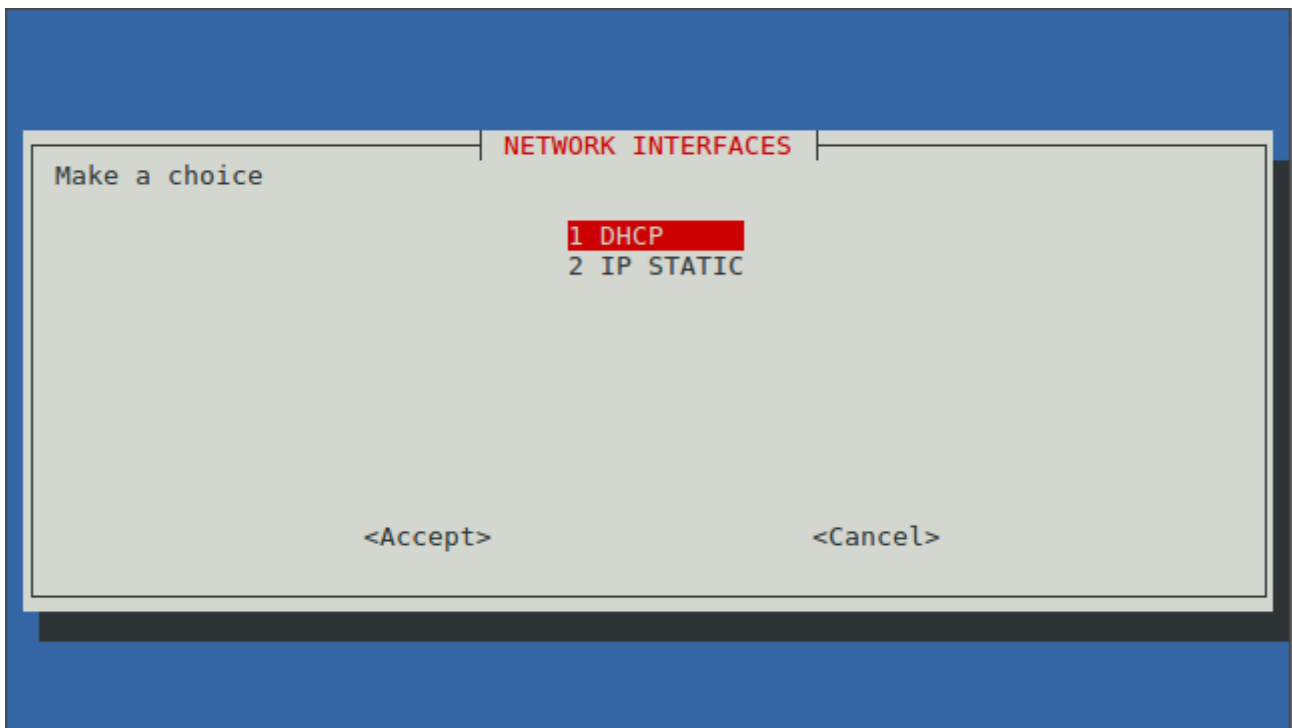 NETWORK INTERFACES
Make a choice
1 DHCP
2 IP STATIC
<Accept> <Cancel>